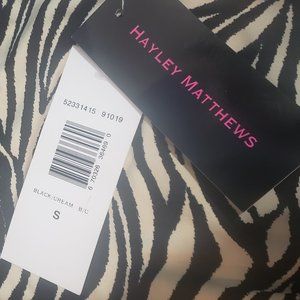 HAYLEY MATTHEWS
52331415 91019
BLACK/CREAM B/C
S